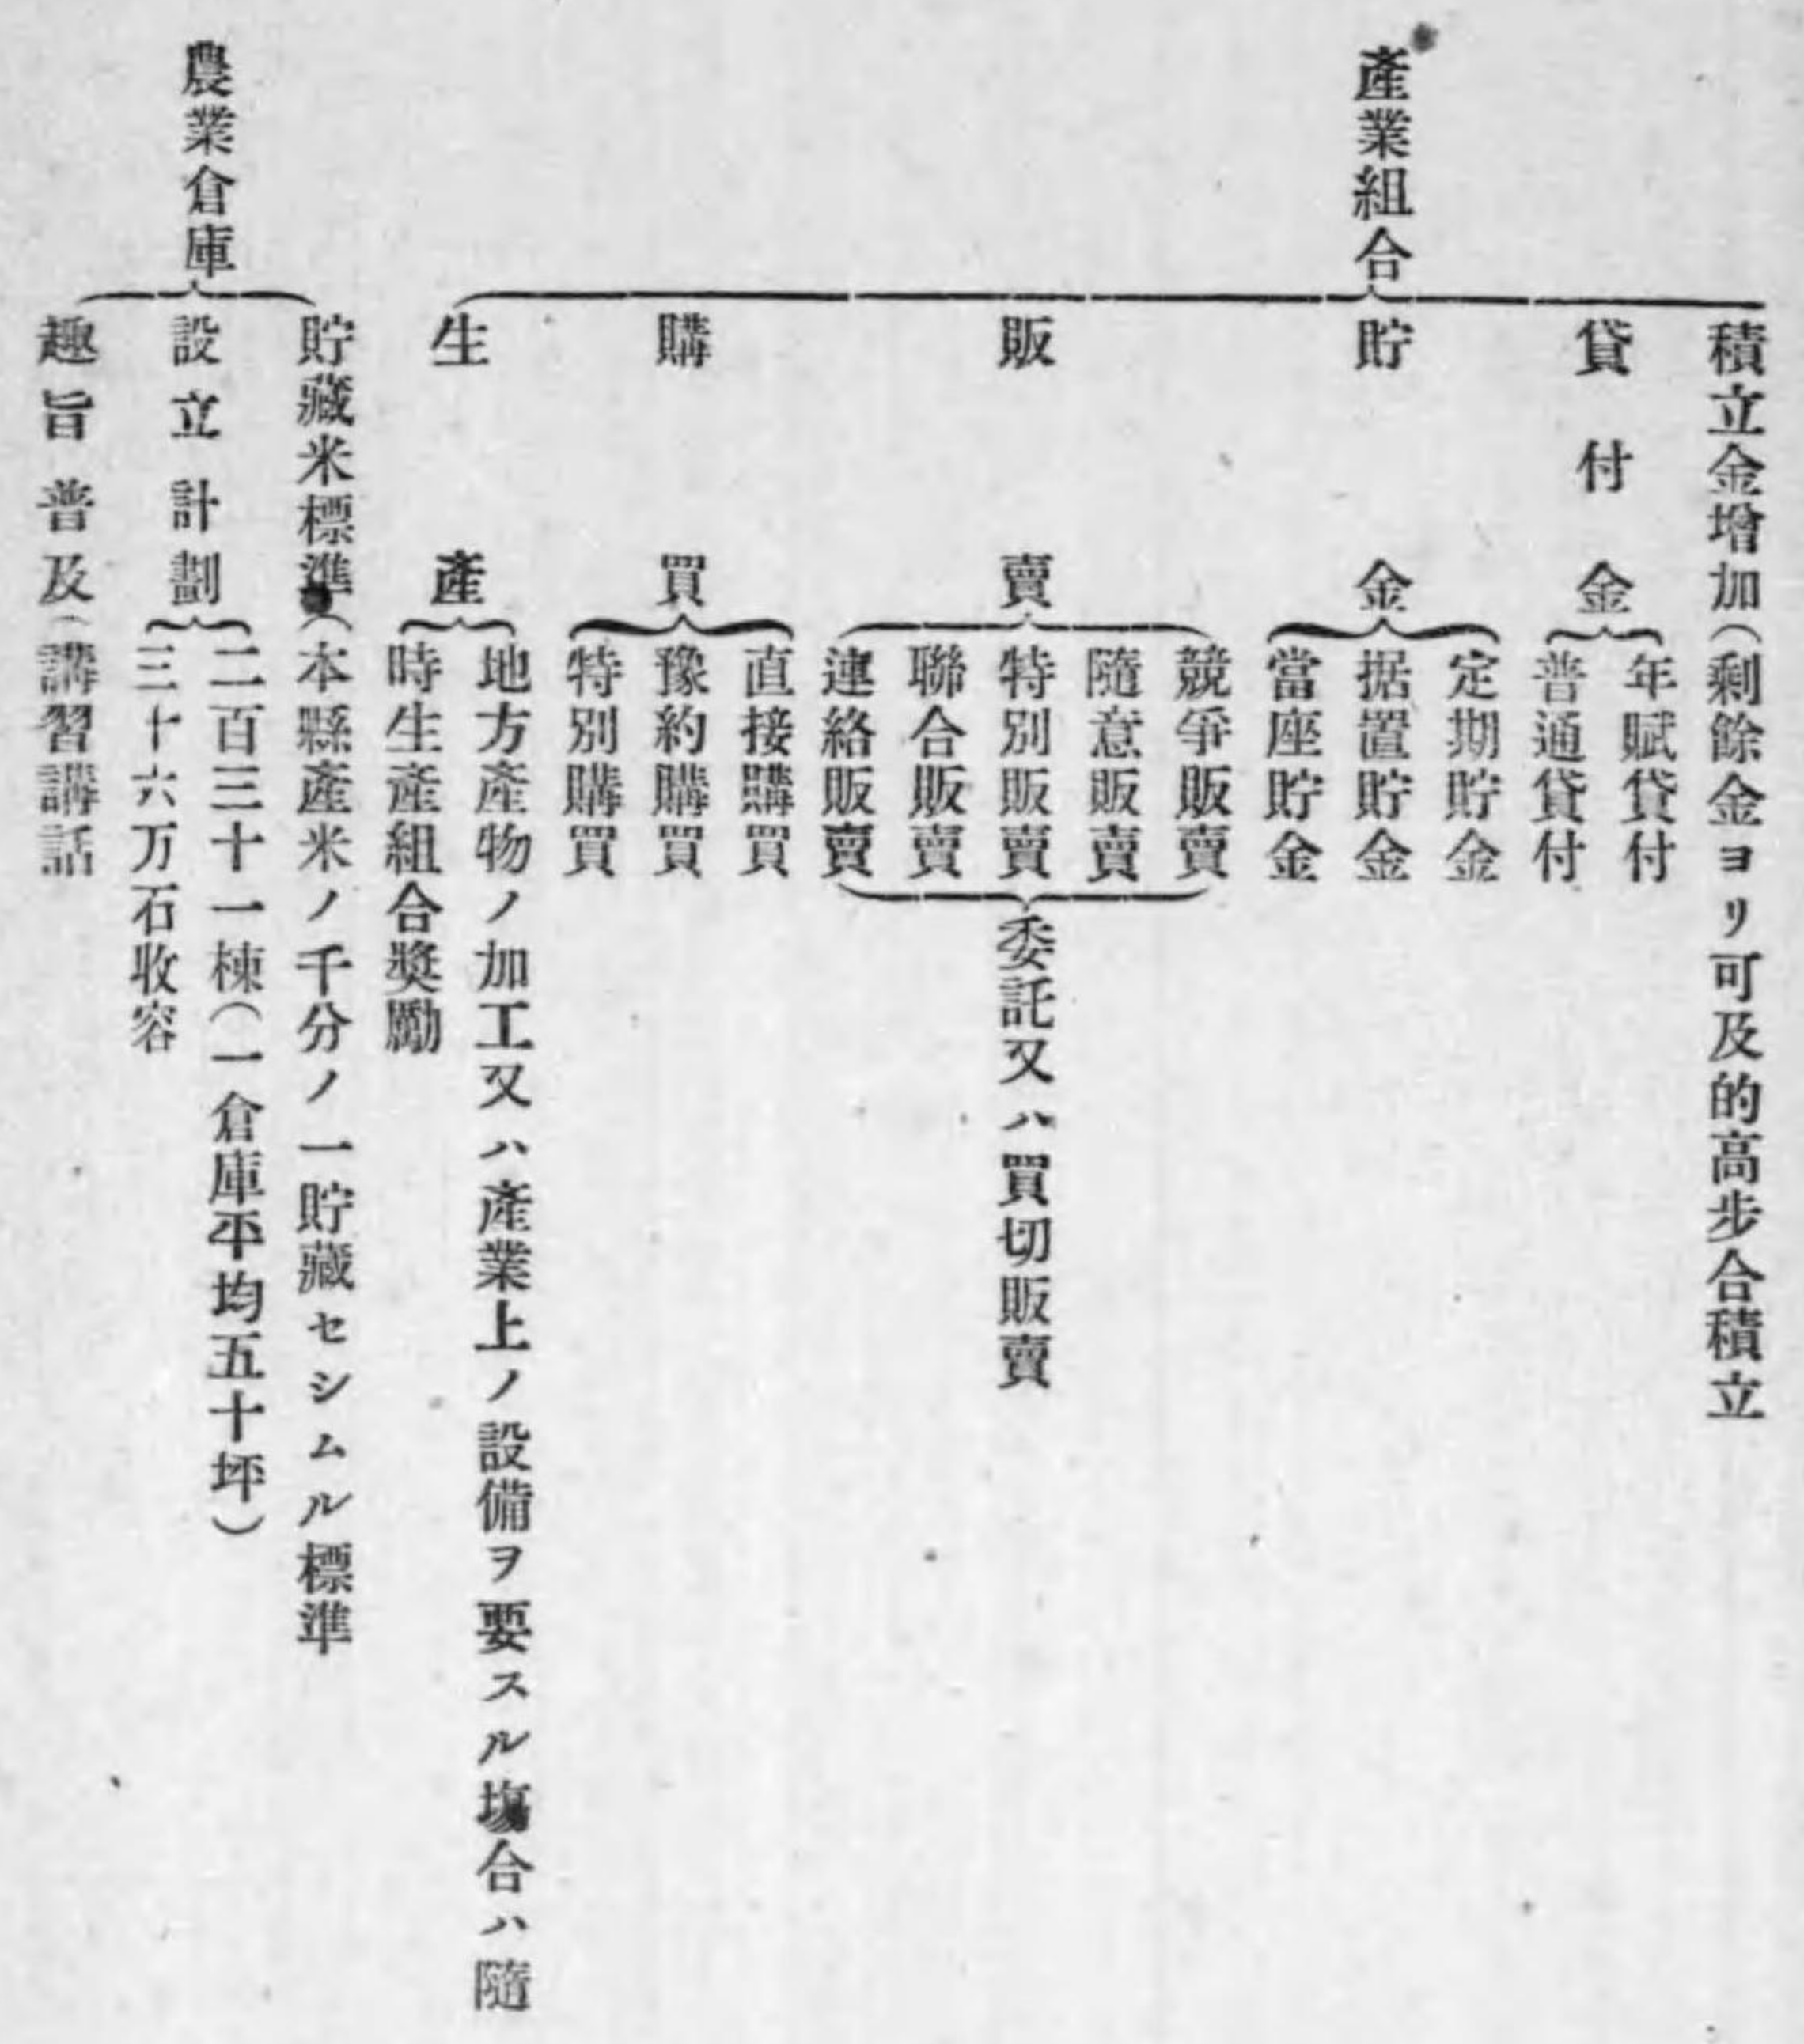 產業組合
積立金增加(剩餘金ヨリ可及的高步合積立
貸付金
年賦貸付
普通貸付
貯金
定期貯金
据置貯金
當座貯金
販賣
競爭販賣
隨意販賣
特別販賣
聯合販賣
連絡販賣
委託又ハ買切販賣
購買
直接購買
豫約購買
特別購買
生產
地方產物ノ加工又ハ產業上ノ設備ヲ要スル塲合ハ隨
時生產組合獎勵
農業倉庫
貯藏米標準(本縣產米ノ千分ノ一貯藏セシムル標準
設立計劃
二百三十一棟(一倉庫平均五十坪)
三十六万石收容
趣旨普及(講習講話